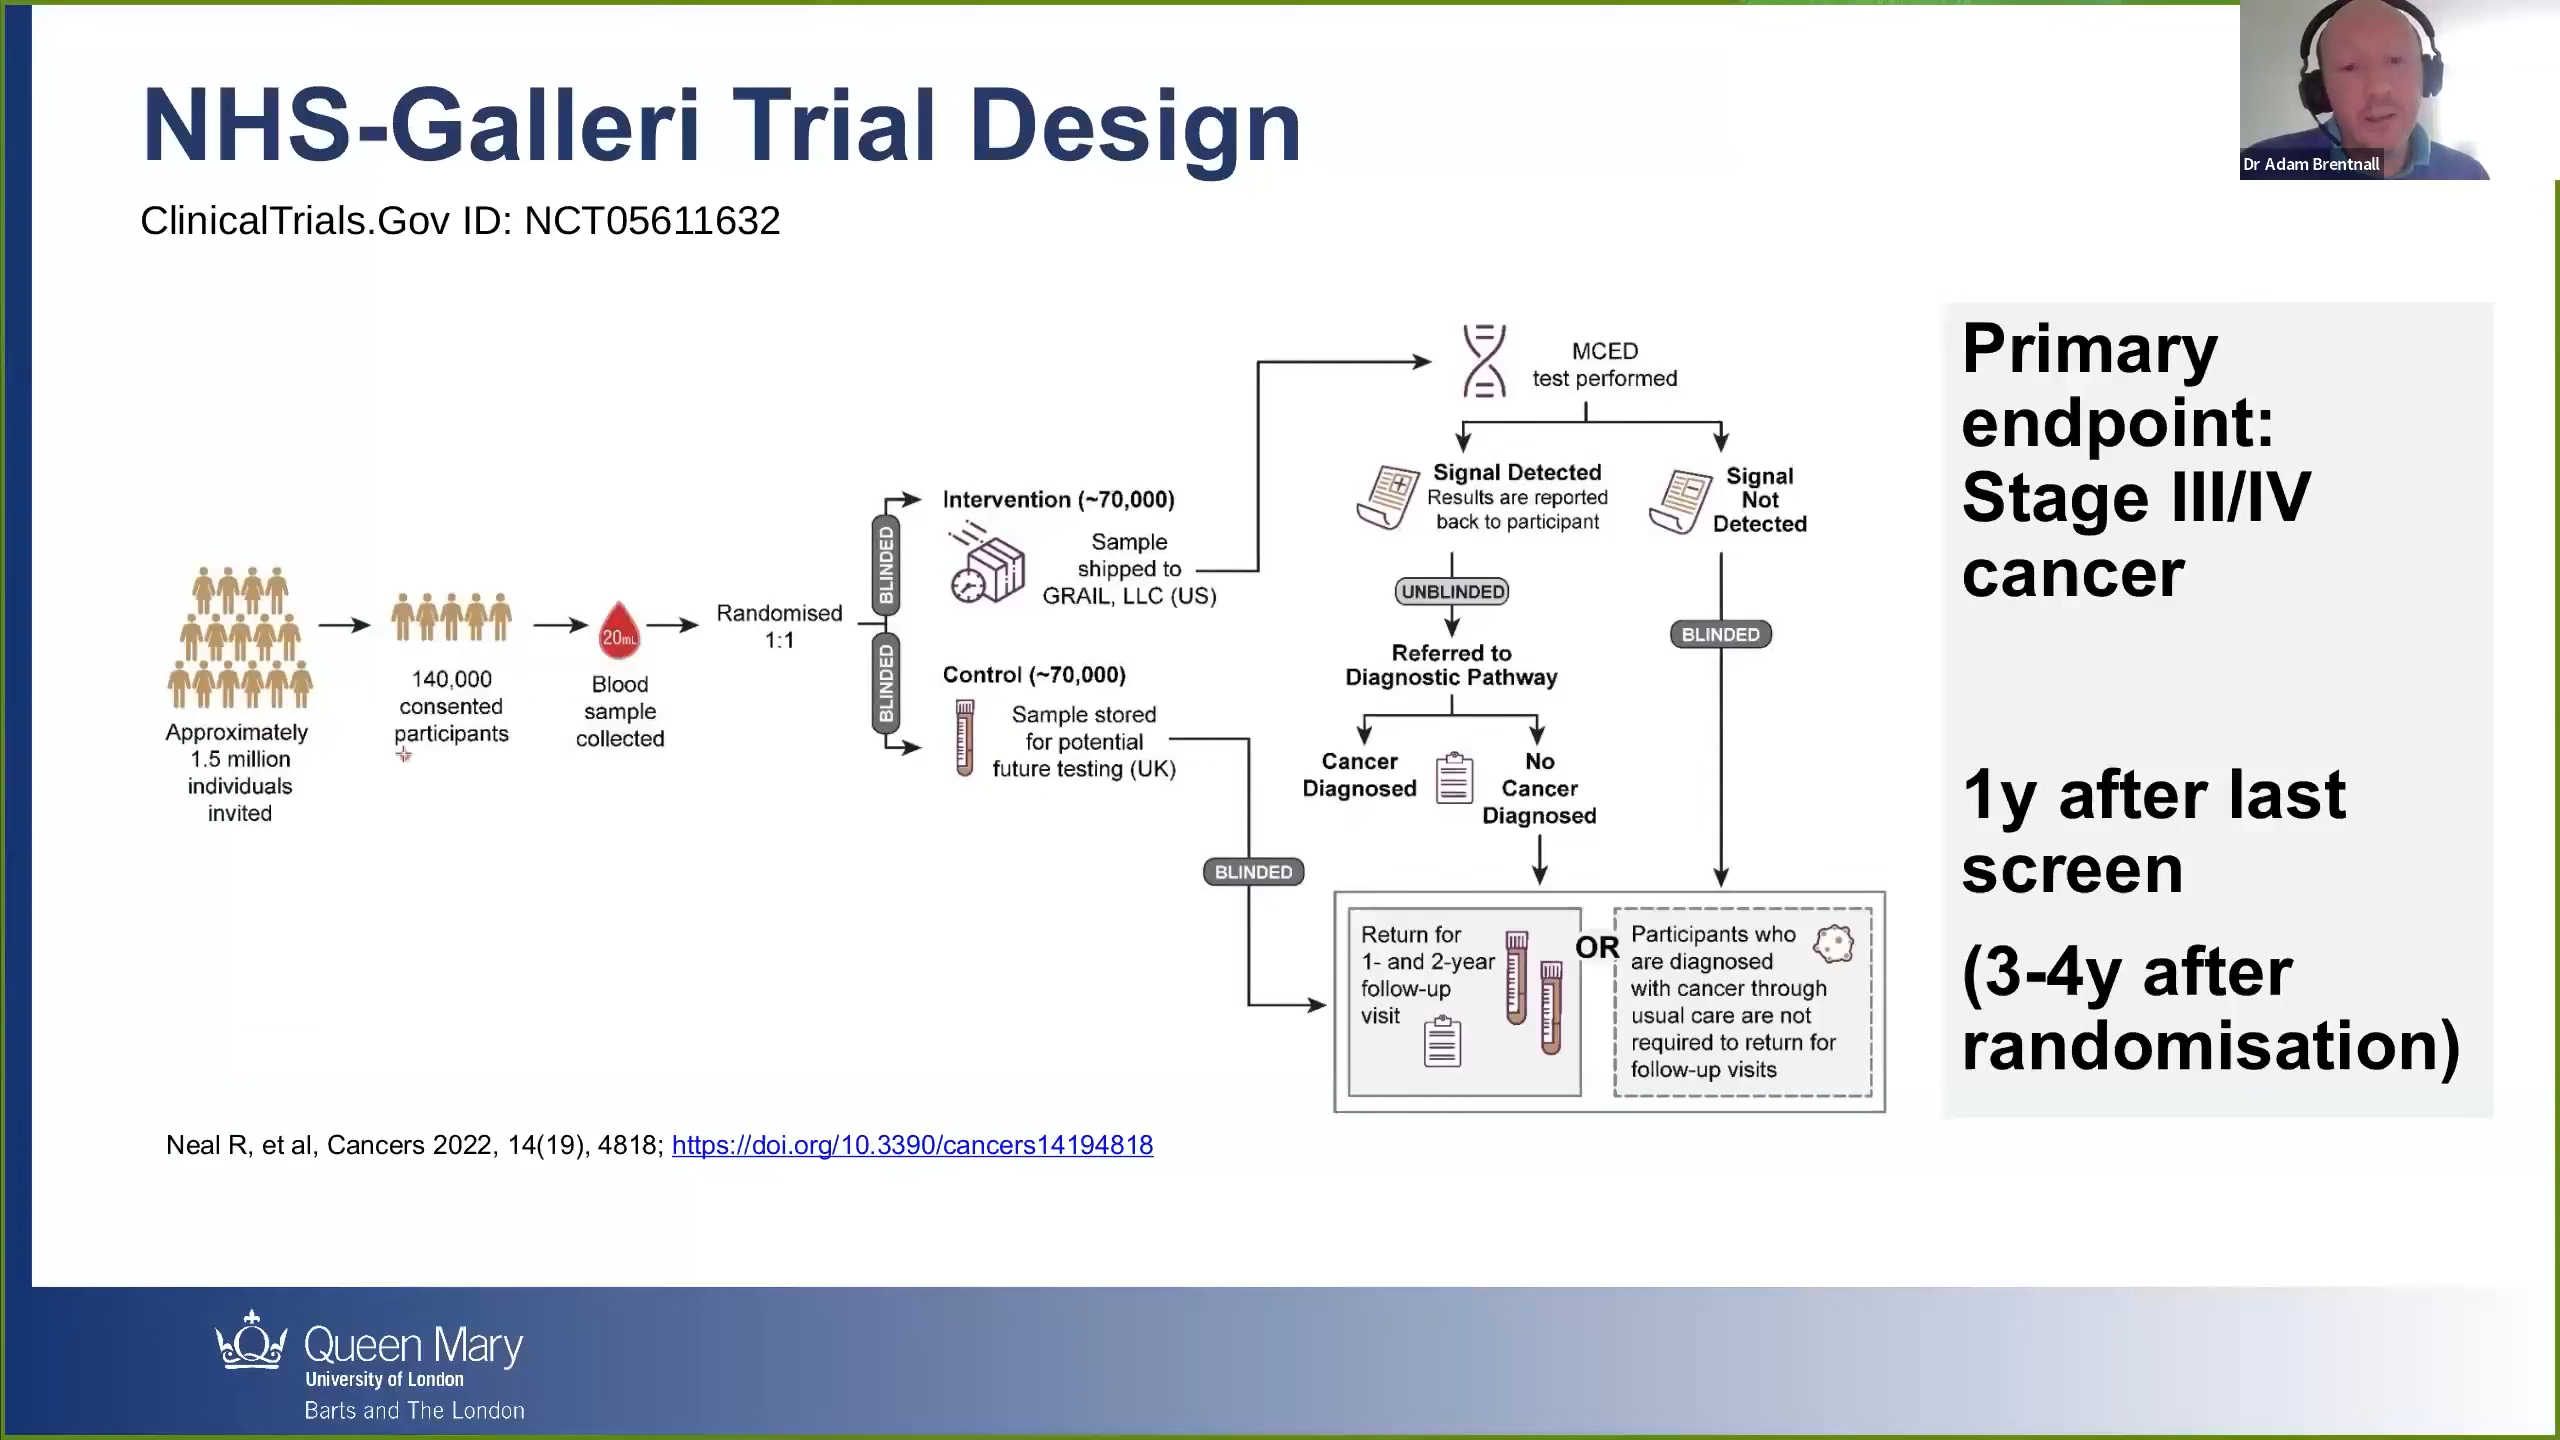 NHS-Galleri Trial Design
Dr Adam Brentnall
ClinicalTrials.Gov ID: NCT05611632
Approximately
1.5 million
individuals
invited
140,000
consented
participants
20mL
Blood
sample
collected
Randomised
1:1
BLINDED
BLINDED
Intervention (~70,000)
Sample
shipped to
GRAIL, LLC (US)
Control (~70,000)
Sample stored
for potential
future testing (UK)
BLINDED
MCED
test performed
Signal Detected
Results are reported
back to participant
UNBLINDED
Referred to
Diagnostic Pathway
Cancer
Diagnosed
No
Cancer
Diagnosed
Signal
Not
Detected
BLINDED
Return for
1- and 2-year
follow-up
visit
OR
Participants who
are diagnosed
with cancer through
usual care are not
required to return for
follow-up visits
Primary
endpoint:
Stage III/IV
cancer
1y after last
screen
(3-4y after
randomisation)
Neal R, et al, Cancers 2022, 14(19), 4818; https://doi.org/10.3390/cancers14194818
Queen Mary
University of London
Barts and The London